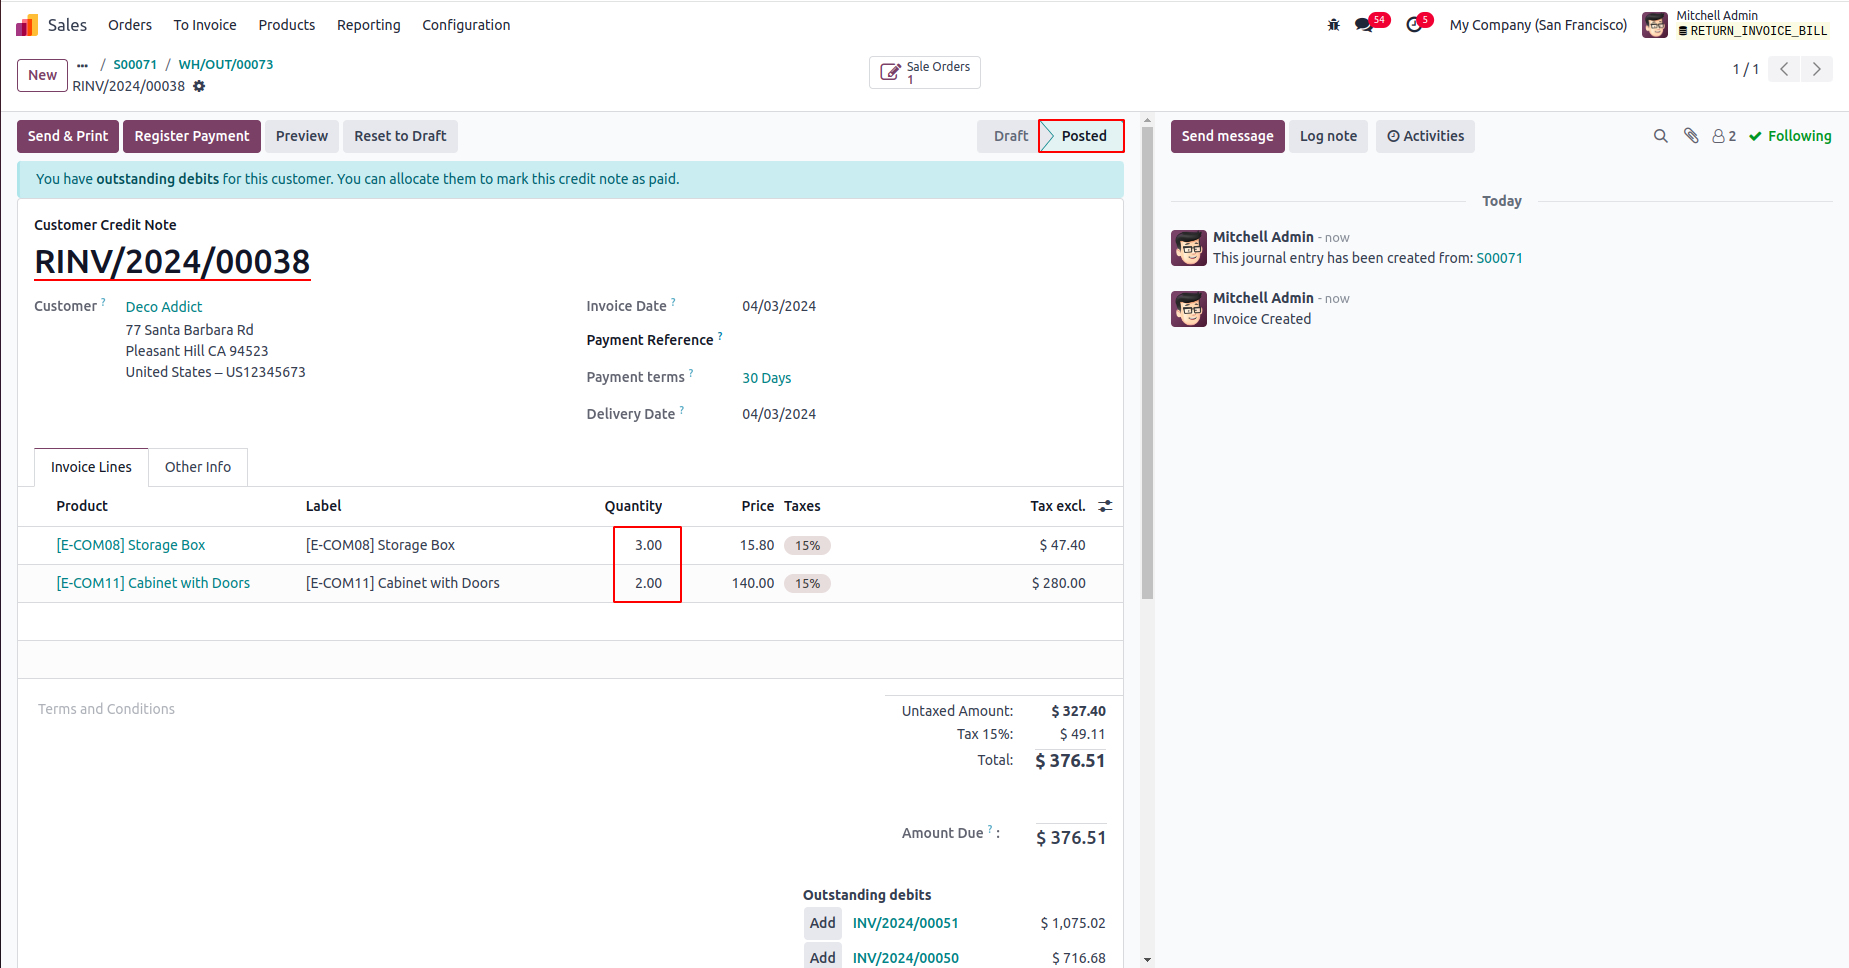 Sales Orders To Invoice Products Reporting Configuration 54 5 My Company (San Francisco) Mitchell Admin
RETURN_INVOICE_BILL
New ... / S00071 / WH/OUT/00073
RINV/2024/00038
Sale Orders
1
1 / 1
Send & Print Register Payment Preview Reset to Draft Draft Posted
You have outstanding debits for this customer. You can allocate them to mark this credit note as paid.
Customer Credit Note
RINV/2024/00038
Customer ? Deco Addict
77 Santa Barbara Rd
Pleasant Hill CA 94523
United States – US12345673
Invoice Date ? 04/03/2024
Payment Reference ?
Payment terms ? 30 Days
Delivery Date ? 04/03/2024
Invoice Lines Other Info
Product Label Quantity Price Taxes Tax excl.
[E-COM08] Storage Box [E-COM08] Storage Box 3.00 15.80 15% $ 47.40
[E-COM11] Cabinet with Doors [E-COM11] Cabinet with Doors 2.00 140.00 15% $ 280.00
Terms and Conditions
Untaxed Amount: $ 327.40
Tax 15%: $ 49.11
Total: $ 376.51
Amount Due ? : $ 376.51
Outstanding debits
Add INV/2024/00051 $ 1,075.02
Add INV/2024/00050 $ 716.68
Send message Log note Activities 2 Following
Today
Mitchell Admin - now
This journal entry has been created from: S00071
Mitchell Admin - now
Invoice Created